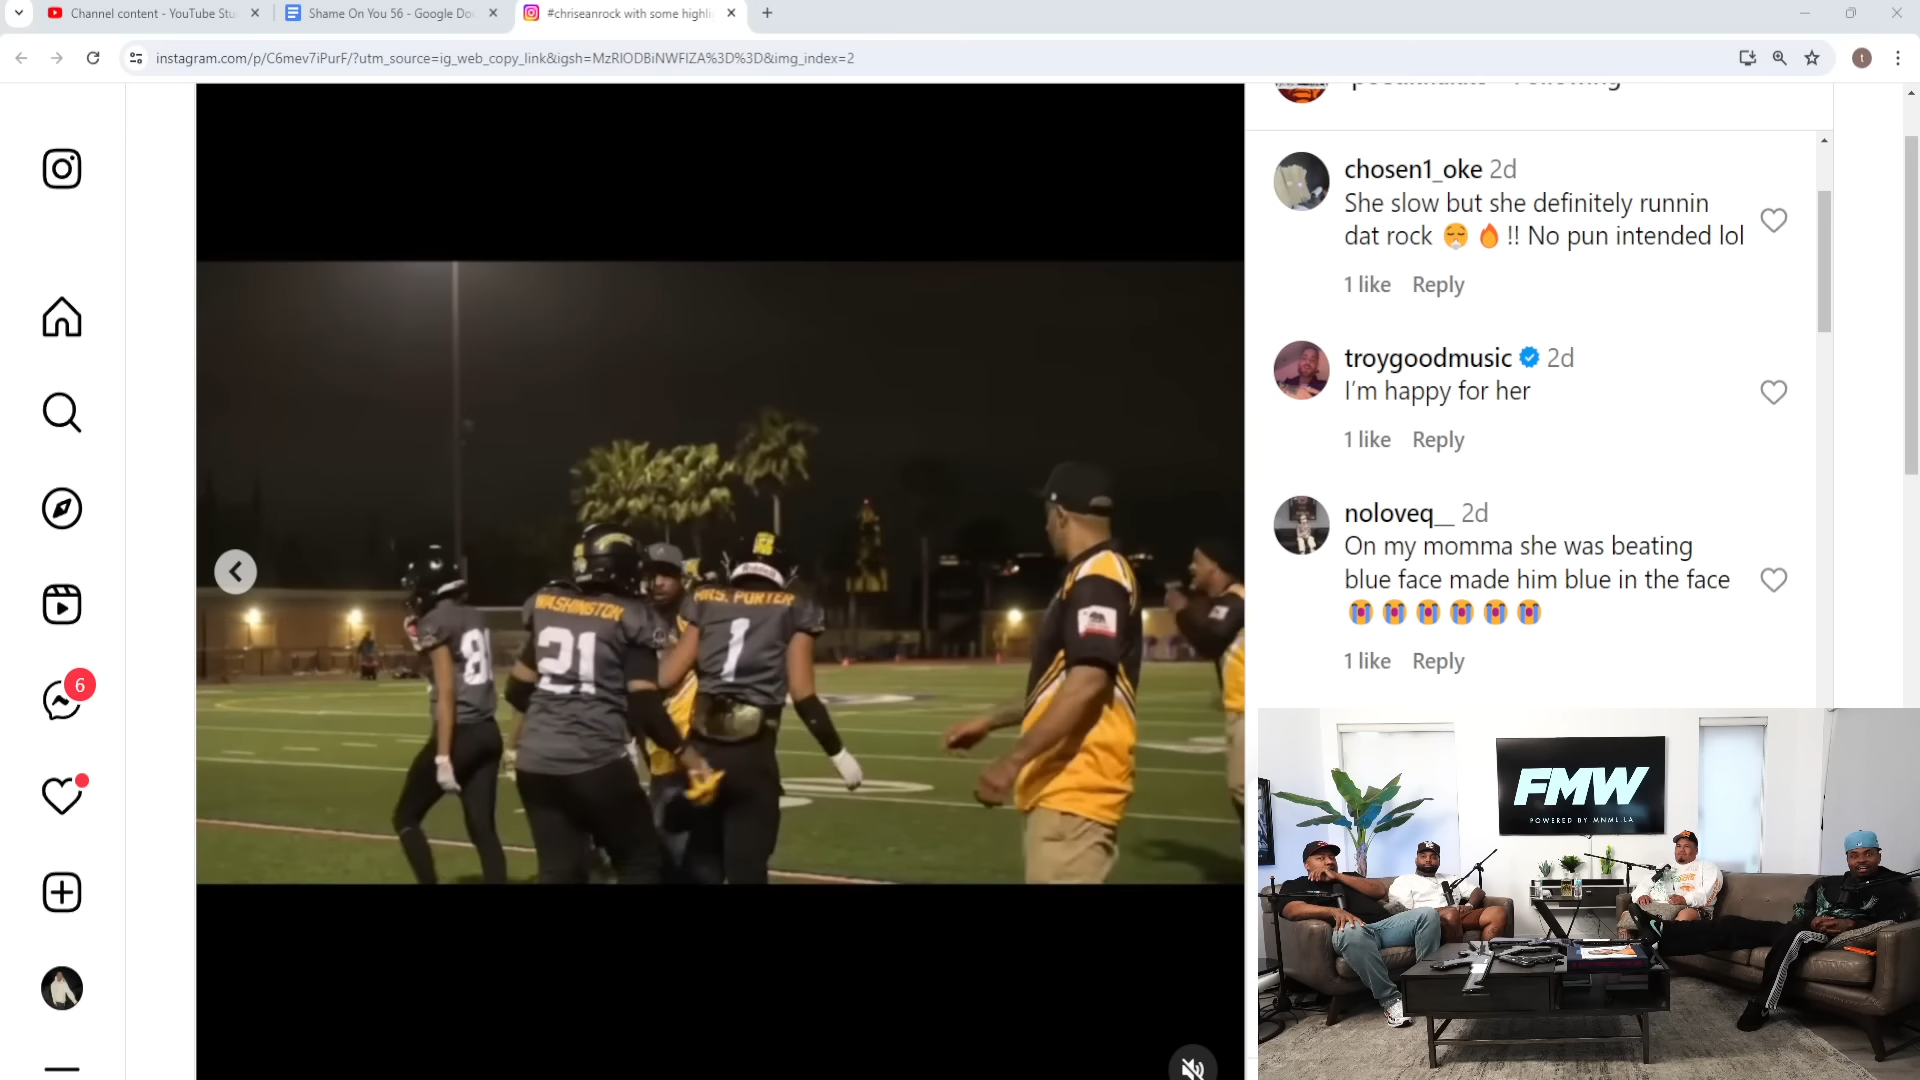 Channel content - YouTube Stu
Shame On You 56 - Google Do
#chriseanrock with some highli
instagram.com/p/C6mev7iPurF/?utm_source=ig_web_copy_link&igsh=MzRlODBiNWFlZA%3D%3D&img_index=2
t
chosen1_oke 2d
She slow but she definitely runnin
dat rock 😤 🔥 !! No pun intended lol
1 like Reply
troygoodmusic 2d
I'm happy for her
1 like Reply
noloveq__ 2d
On my momma she was beating
blue face made him blue in the face
😭 😭 😭 😭 😭 😭
1 like Reply
6
WASHINGTON
21
MRS. PORTER
1
8
FMW
POWERED BY MNML.LA